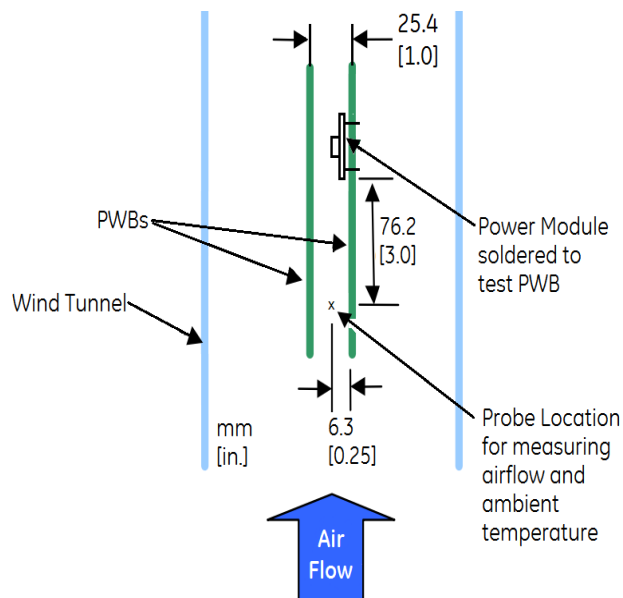 25.4
[1.0]
PWBs
76.2
[3.0]
Power Module
soldered to
test PWB
Wind Tunnel
x
mm
[in.]
6.3
[0.25]
Probe Location
for measuring
airflow and
ambient
temperature
Air
Flow